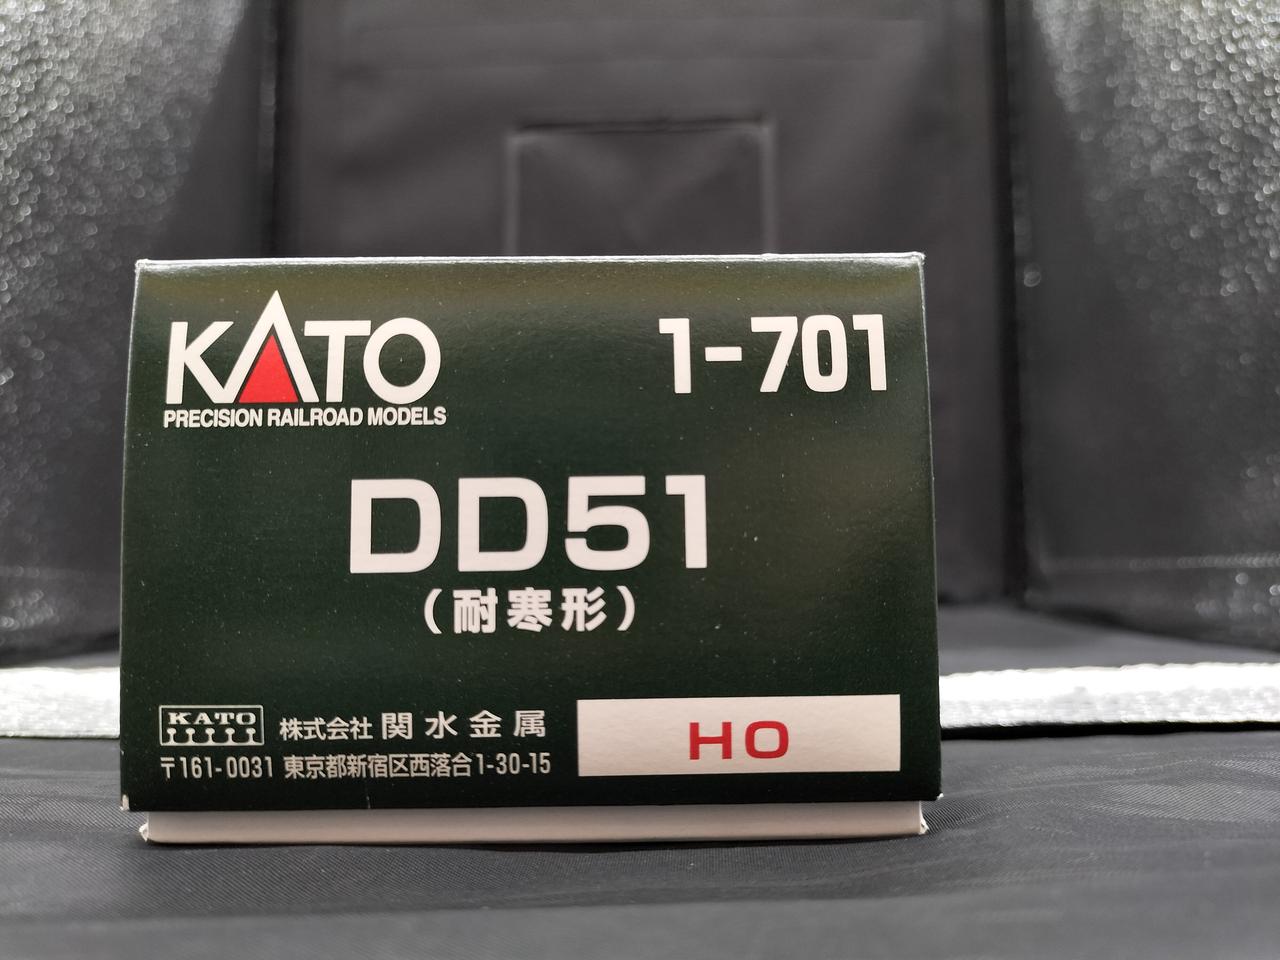 KATO 1-701
PRECISION RAILROAD MODELS
DD51
(耐寒形)
KATO 株式会社 関水金属
〒161-0031 東京都新宿区西落合1-30-15
HO